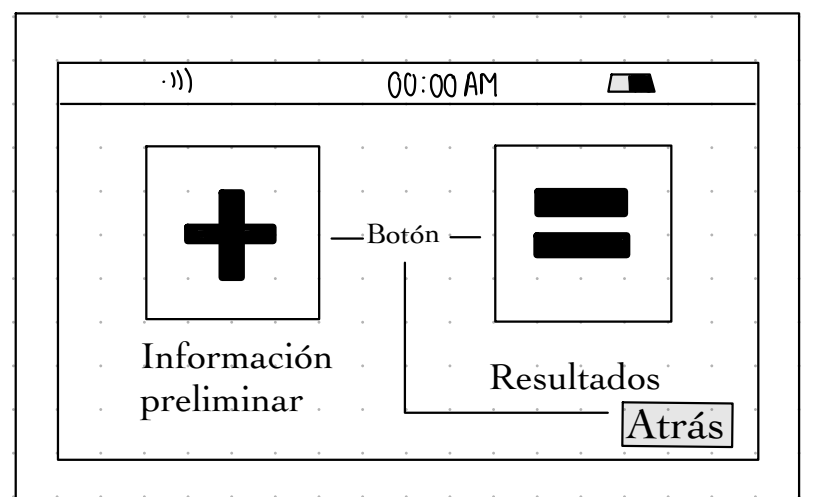 00:00 AM
Botón
Información
preliminar
Resultados
Atrás